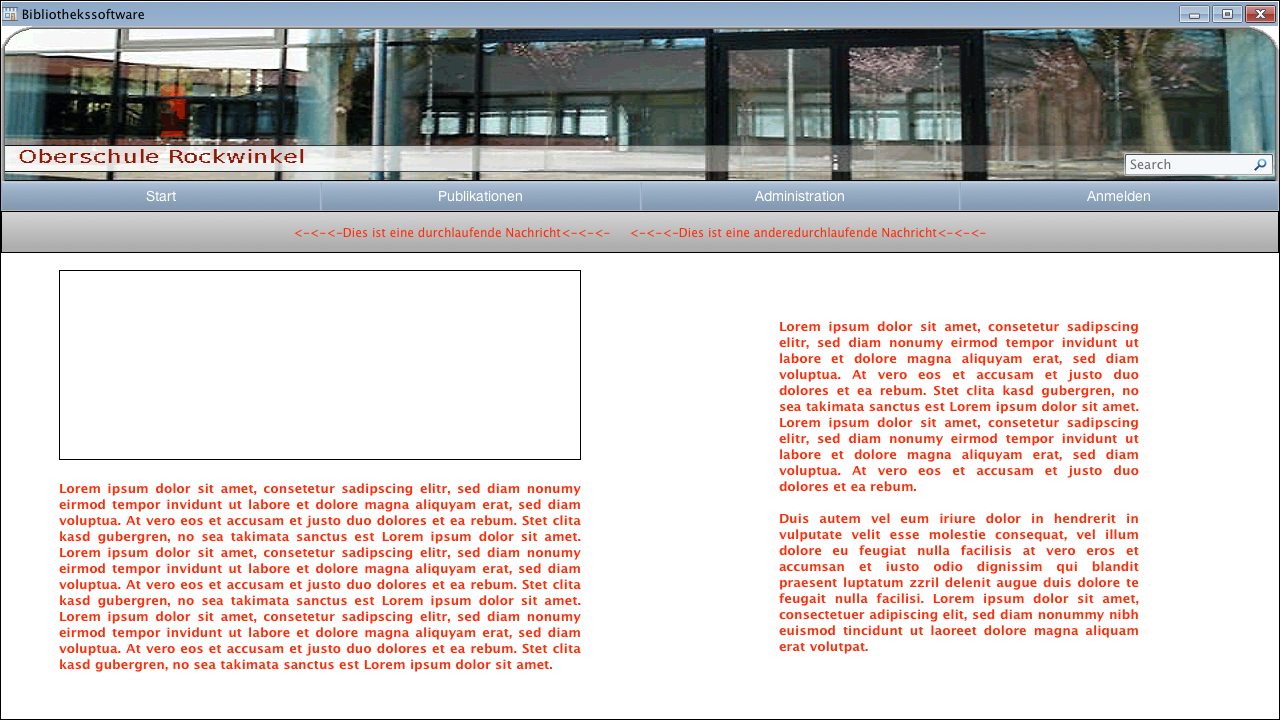 Bibliothekssoftware
Oberschule Rockwinkel
Search
Start
Publikationen
Administration
Anmelden
<-<-<-Dies ist eine durchlaufende Nachricht<-<-<-
<-<-<-Dies ist eine anderedurchlaufende Nachricht<-<-<-
Lorem ipsum dolor sit amet, consetetur sadipscing elitr, sed diam nonumy
eirmod tempor invidunt ut labore et dolore magna aliquyam erat, sed diam
voluptua. At vero eos et accusam et justo duo dolores et ea rebum. Stet clita
kasd gubergren, no sea takimata sanctus est Lorem ipsum dolor sit amet.
Lorem ipsum dolor sit amet, consetetur sadipscing elitr, sed diam nonumy
eirmod tempor invidunt ut labore et dolore magna aliquyam erat, sed diam
voluptua. At vero eos et accusam et justo duo dolores et ea rebum. Stet clita
kasd gubergren, no sea takimata sanctus est Lorem ipsum dolor sit amet.
Lorem ipsum dolor sit amet, consetetur sadipscing elitr, sed diam nonumy
eirmod tempor invidunt ut labore et dolore magna aliquyam erat, sed diam
voluptua. At vero eos et accusam et justo duo dolores et ea rebum. Stet clita
kasd gubergren, no sea takimata sanctus est Lorem ipsum dolor sit amet.
Lorem ipsum dolor sit amet, consetetur sadipscing
elitr, sed diam nonumy eirmod tempor invidunt ut
labore et dolore magna aliquyam erat, sed diam
voluptua. At vero eos et accusam et justo duo
dolores et ea rebum. Stet clita kasd gubergren, no
sea takimata sanctus est Lorem ipsum dolor sit amet.
Lorem ipsum dolor sit amet, consetetur sadipscing
elitr, sed diam nonumy eirmod tempor invidunt ut
labore et dolore magna aliquyam erat, sed diam
voluptua. At vero eos et accusam et justo duo
dolores et ea rebum.
Duis autem vel eum iriure dolor in hendrerit in
vulputate velit esse molestie consequat, vel illum
dolore eu feugiat nulla facilisis at vero eros et
accumsan et iusto odio dignissim qui blandit
praesent luptatum zzril delenit augue duis dolore te
feugait nulla facilisi. Lorem ipsum dolor sit amet,
consectetuer adipiscing elit, sed diam nonummy nibh
euismod tincidunt ut laoreet dolore magna aliquam
erat volutpat.